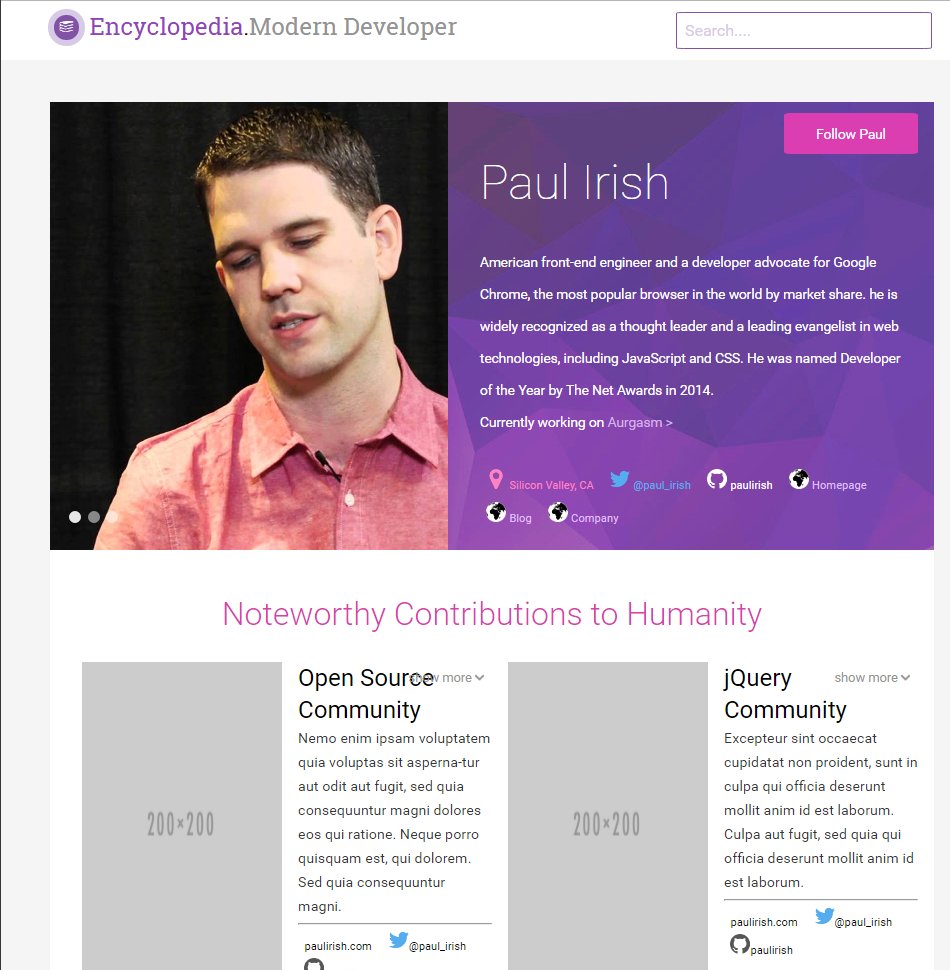 Encyclopedia.Modern Developer
Search....
Follow Paul
Paul Irish
American front-end engineer and a developer advocate for Google
Chrome, the most popular browser in the world by market share. he is
widely recognized as a thought leader and a leading evangelist in web
technologies, including JavaScript and CSS. He was named Developer
of the Year by The Net Awards in 2014.
Currently working on Aurgasm >
Silicon Valley, CA @paul_irish paulirish Homepage
Blog Company
Noteworthy Contributions to Humanity
200×200
Open Source show more
Community
Nemo enim ipsam voluptatem
quia voluptas sit asperna-tur
aut odit aut fugit, sed quia
consequuntur magni dolores
eos qui ratione. Neque porro
quisquam est, qui dolorem.
Sed quia consequuntur
magni.
paulirish.com @paul_irish
200×200
jQuery show more
Community
Excepteur sint occaecat
cupidatat non proident, sunt in
culpa qui officia deserunt
mollit anim id est laborum.
Culpa aut fugit, sed quia qui
officia deserunt mollit anim id
est laborum.
paulirish.com @paul_irish
paulirish